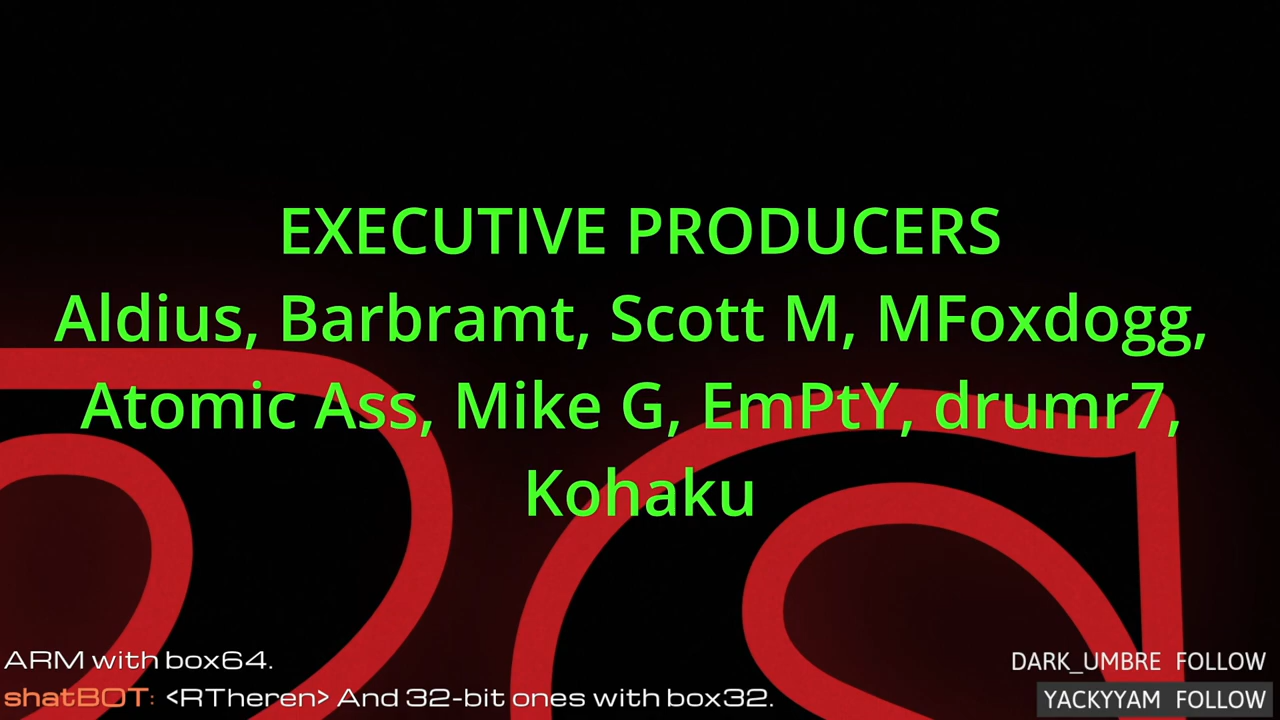 EXECUTIVE PRODUCERS
Aldius, Barbramt, Scott M, MFoxdogg,
Atomic Ass, Mike G, EmPtY, drumr7,
Kohaku
ARM with box64.
shatBOT: <RTheren> And 32-bit ones with box32.
DARK_UMBRE FOLLOW
YACKYYAM FOLLOW